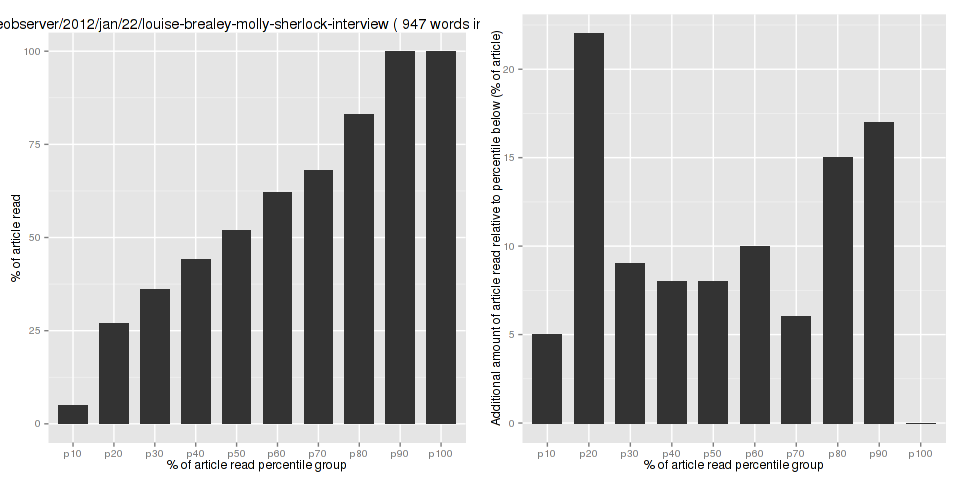 eobserver/2012/jan/22/louise-brealey-molly-sherlock-interview ( 947 words ir
% of article read
100
75
50
25
0
p10 p20 p30 p40 p50 p60 p70 p80 p90 p100
% of article read percentile group
Additional amount of article read relative to percentile below (% of article)
20
15
10
5
0
p10 p20 p30 p40 p50 p60 p70 p80 p90 p100
% of article read percentile group